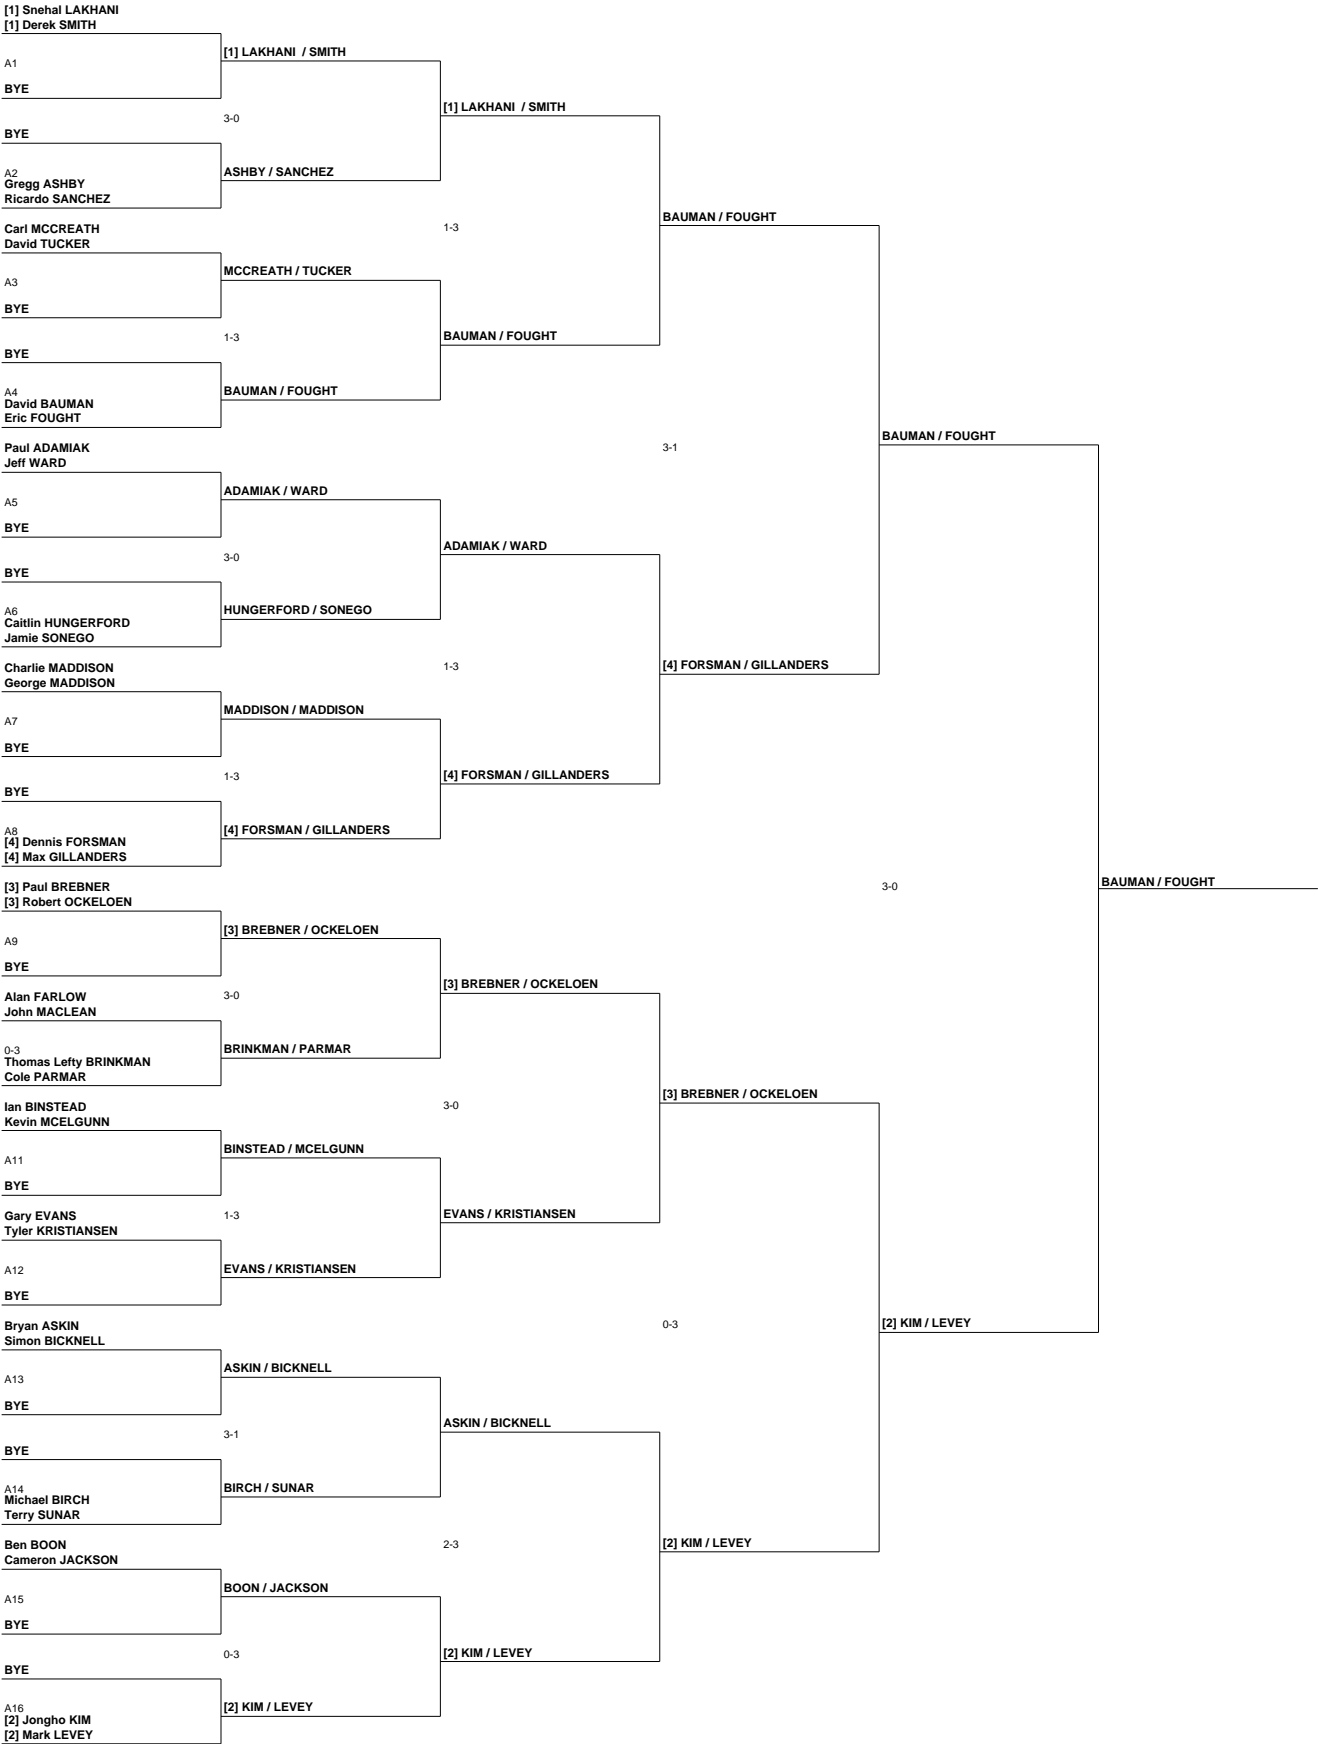 [1] Snehal LAKHANI
[1] Derek SMITH
[1] LAKHANI / SMITH
A1
BYE
[1] LAKHANI / SMITH
3-0
BYE
A2
ASHBY / SANCHEZ
Gregg ASHBY
Ricardo SANCHEZ
BAUMAN / FOUGHT
Carl MCCREATH
1-3
David TUCKER
MCCREATH / TUCKER
A3
BYE
1-3
BAUMAN / FOUGHT
BYE
A4
BAUMAN / FOUGHT
David BAUMAN
Eric FOUGHT
BAUMAN / FOUGHT
Paul ADAMIAK
3-1
Jeff WARD
ADAMIAK / WARD
A5
BYE
ADAMIAK / WARD
3-0
BYE
A6
HUNGERFORD / SONEGO
Caitlin HUNGERFORD
Jamie SONEGO
Charlie MADDISON
1-3
[4] FORSMAN / GILLANDERS
George MADDISON
MADDISON / MADDISON
A7
BYE
1-3
[4] FORSMAN / GILLANDERS
BYE
A8
[4] FORSMAN / GILLANDERS
[4] Dennis FORSMAN
[4] Max GILLANDERS
BAUMAN / FOUGHT
[3] Paul BREBNER
3-0
[3] Robert OCKELOEN
[3] BREBNER / OCKELOEN
A9
BYE
[3] BREBNER / OCKELOEN
Alan FARLOW
3-0
John MACLEAN
0-3
BRINKMAN / PARMAR
Thomas Lefty BRINKMAN
Cole PARMAR
[3] BREBNER / OCKELOEN
Ian BINSTEAD
3-0
Kevin MCELGUNN
BINSTEAD / MCELGUNN
A11
BYE
Gary EVANS
1-3
EVANS / KRISTIANSEN
Tyler KRISTIANSEN
A12
EVANS / KRISTIANSEN
BYE
Bryan ASKIN
0-3
[2] KIM / LEVEY
Simon BICKNELL
ASKIN / BICKNELL
A13
BYE
ASKIN / BICKNELL
3-1
BYE
A14
BIRCH / SUNAR
Michael BIRCH
Terry SUNAR
Ben BOON
2-3
[2] KIM / LEVEY
Cameron JACKSON
BOON / JACKSON
A15
BYE
0-3
[2] KIM / LEVEY
BYE
A16
[2] KIM / LEVEY
[2] Jongho KIM
[2] Mark LEVEY